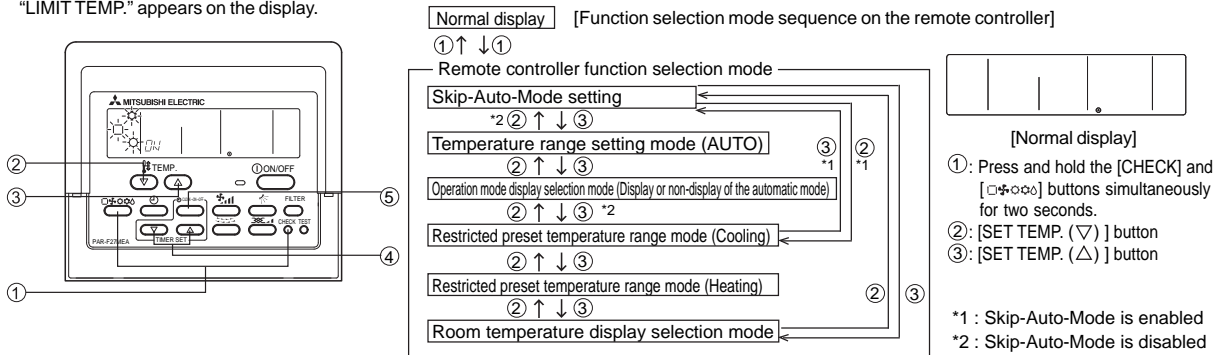 “LIMIT TEMP.” appears on the display.
Normal display [Function selection mode sequence on the remote controller]
①↑ ↓①
Remote controller function selection mode
Skip-Auto-Mode setting
*2 ② ↑ ↓ ③
Temperature range setting mode (AUTO)
② ↑ ↓ ③
Operation mode display selection mode (Display or non-display of the automatic mode)
② ↑ ↓ ③ *2
Restricted preset temperature range mode (Cooling)
② ↑ ↓ ③
Restricted preset temperature range mode (Heating)
② ↑ ↓ ③
Room temperature display selection mode
③ ②
*1 *1
② ③
MITSUBISHI ELECTRIC
ON
TEMP. ON/OFF
FILTER
CHECK TEST
TIMER SET
PAR-F27MEA
②
③
①
⑤
④
[Normal display]
①: Press and hold the [CHECK] and
[ ] buttons simultaneously
for two seconds.
②: [SET TEMP. (▽) ] button
③: [SET TEMP. (△) ] button
*1 : Skip-Auto-Mode is enabled
*2 : Skip-Auto-Mode is disabled